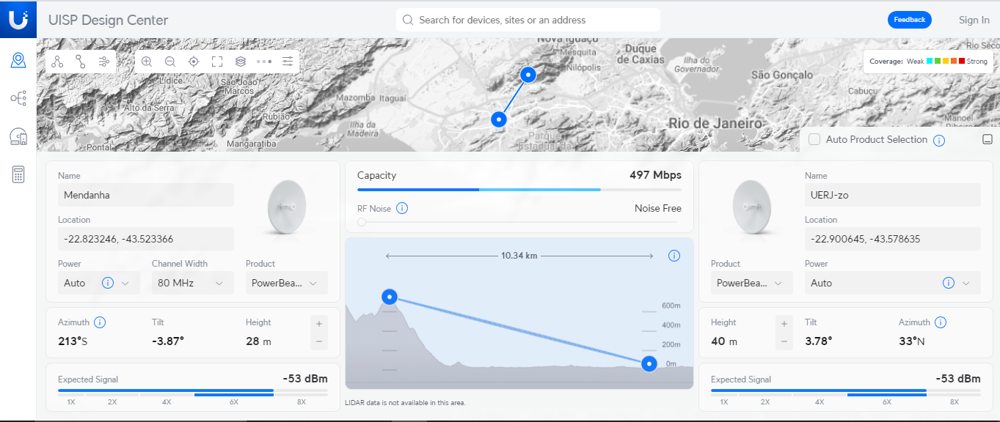 UISP Design Center
Search for devices, sites or an address
Feedback
Sign In
Nova Iguaçu
Mesquita
Nilópolis
Duque
de Caxias
Ilha do
Governador
São Gonçalo
Rio Seco
Coverage: Weak Strong
Lídice
São João
Marcos
Alto da Serra
Rubião
Mazomba
Itaguaí
Ilha da
Madeira
Mangaratiba
Pontal
Cabuçu
Rio de Janeiro
Manoel
Ribeiro
Parque
Estadual da
Auto Product Selection
Name
Mendanha
Location
-22.823246, -43.523366
Power
Channel Width
Product
Auto
80 MHz
PowerBea...
Azimuth
Tilt
Height
+
213°S
-3.87°
28 m
−
Expected Signal
-53 dBm
1X 2X 4X 6X 8X
Capacity
497 Mbps
RF Noise
Noise Free
10.34 km
600m
400m
200m
0m
LIDAR data is not available in this area.
Name
UERJ-zo
Location
-22.900645, -43.578635
Product
Power
PowerBea...
Auto
Height
+
Tilt
Azimuth
40 m
−
3.78°
33°N
Expected Signal
-53 dBm
1X 2X 4X 6X 8X